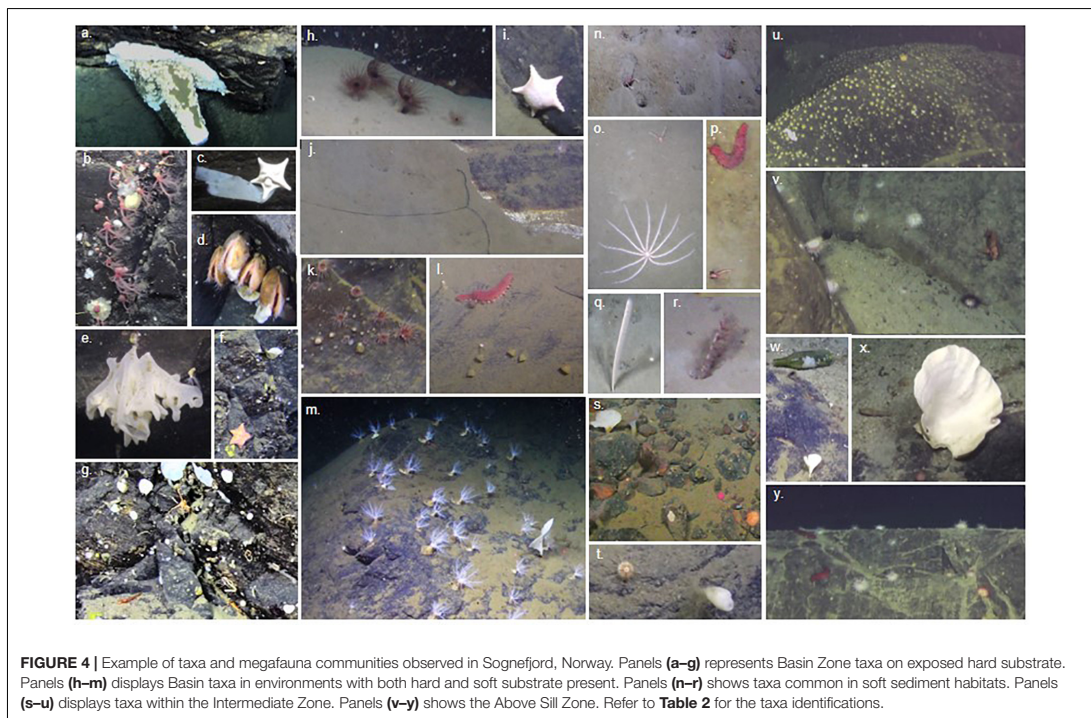 a.
h.
i.
n.
u.
b.
c.
d.
j.
o.
p.
v.
e.
f.
k.
l.
q.
r.
w.
x.
g.
m.
s.
t.
y.
FIGURE 4 | Example of taxa and megafauna communities observed in Sognefjord, Norway. Panels (a–g) represents Basin Zone taxa on exposed hard substrate.
Panels (h–m) displays Basin taxa in environments with both hard and soft substrate present. Panels (n–r) shows taxa common in soft sediment habitats. Panels
(s–u) displays taxa within the Intermediate Zone. Panels (v–y) shows the Above Sill Zone. Refer to Table 2 for the taxa identifications.